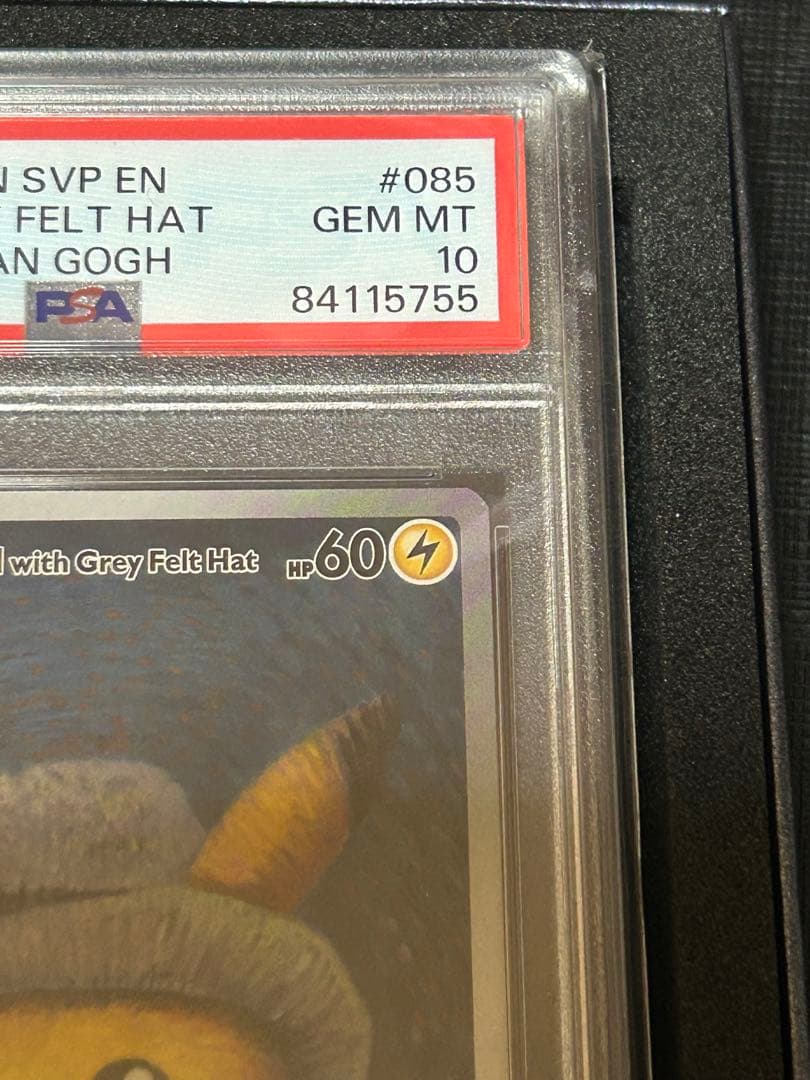 N SVP EN #085
FELT HAT GEM MT
AN GOGH 10
PSA 84115755
with Grey Felt Hat HP60